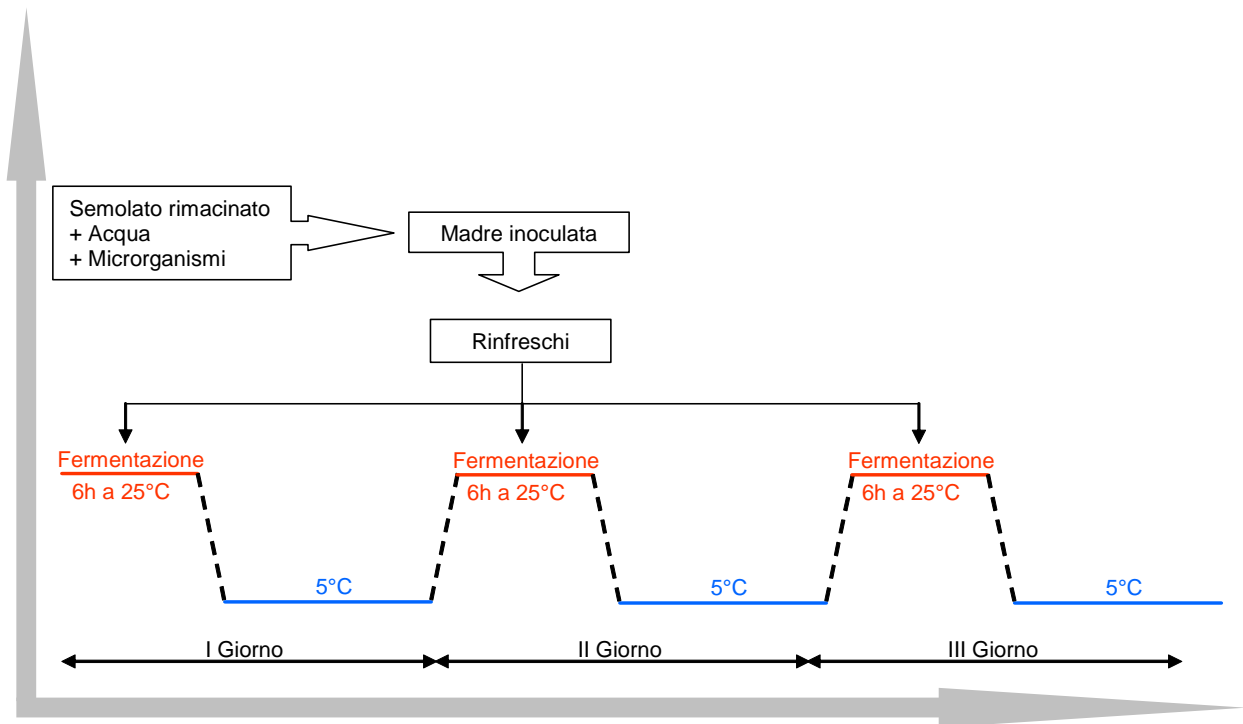 Semolato rimacinato
+ Acqua
+ Microrganismi
Madre inoculata
Rinfreschi
Fermentazione
6h a 25°C
Fermentazione
6h a 25°C
Fermentazione
6h a 25°C
5°C
5°C
5°C
I Giorno
II Giorno
III Giorno